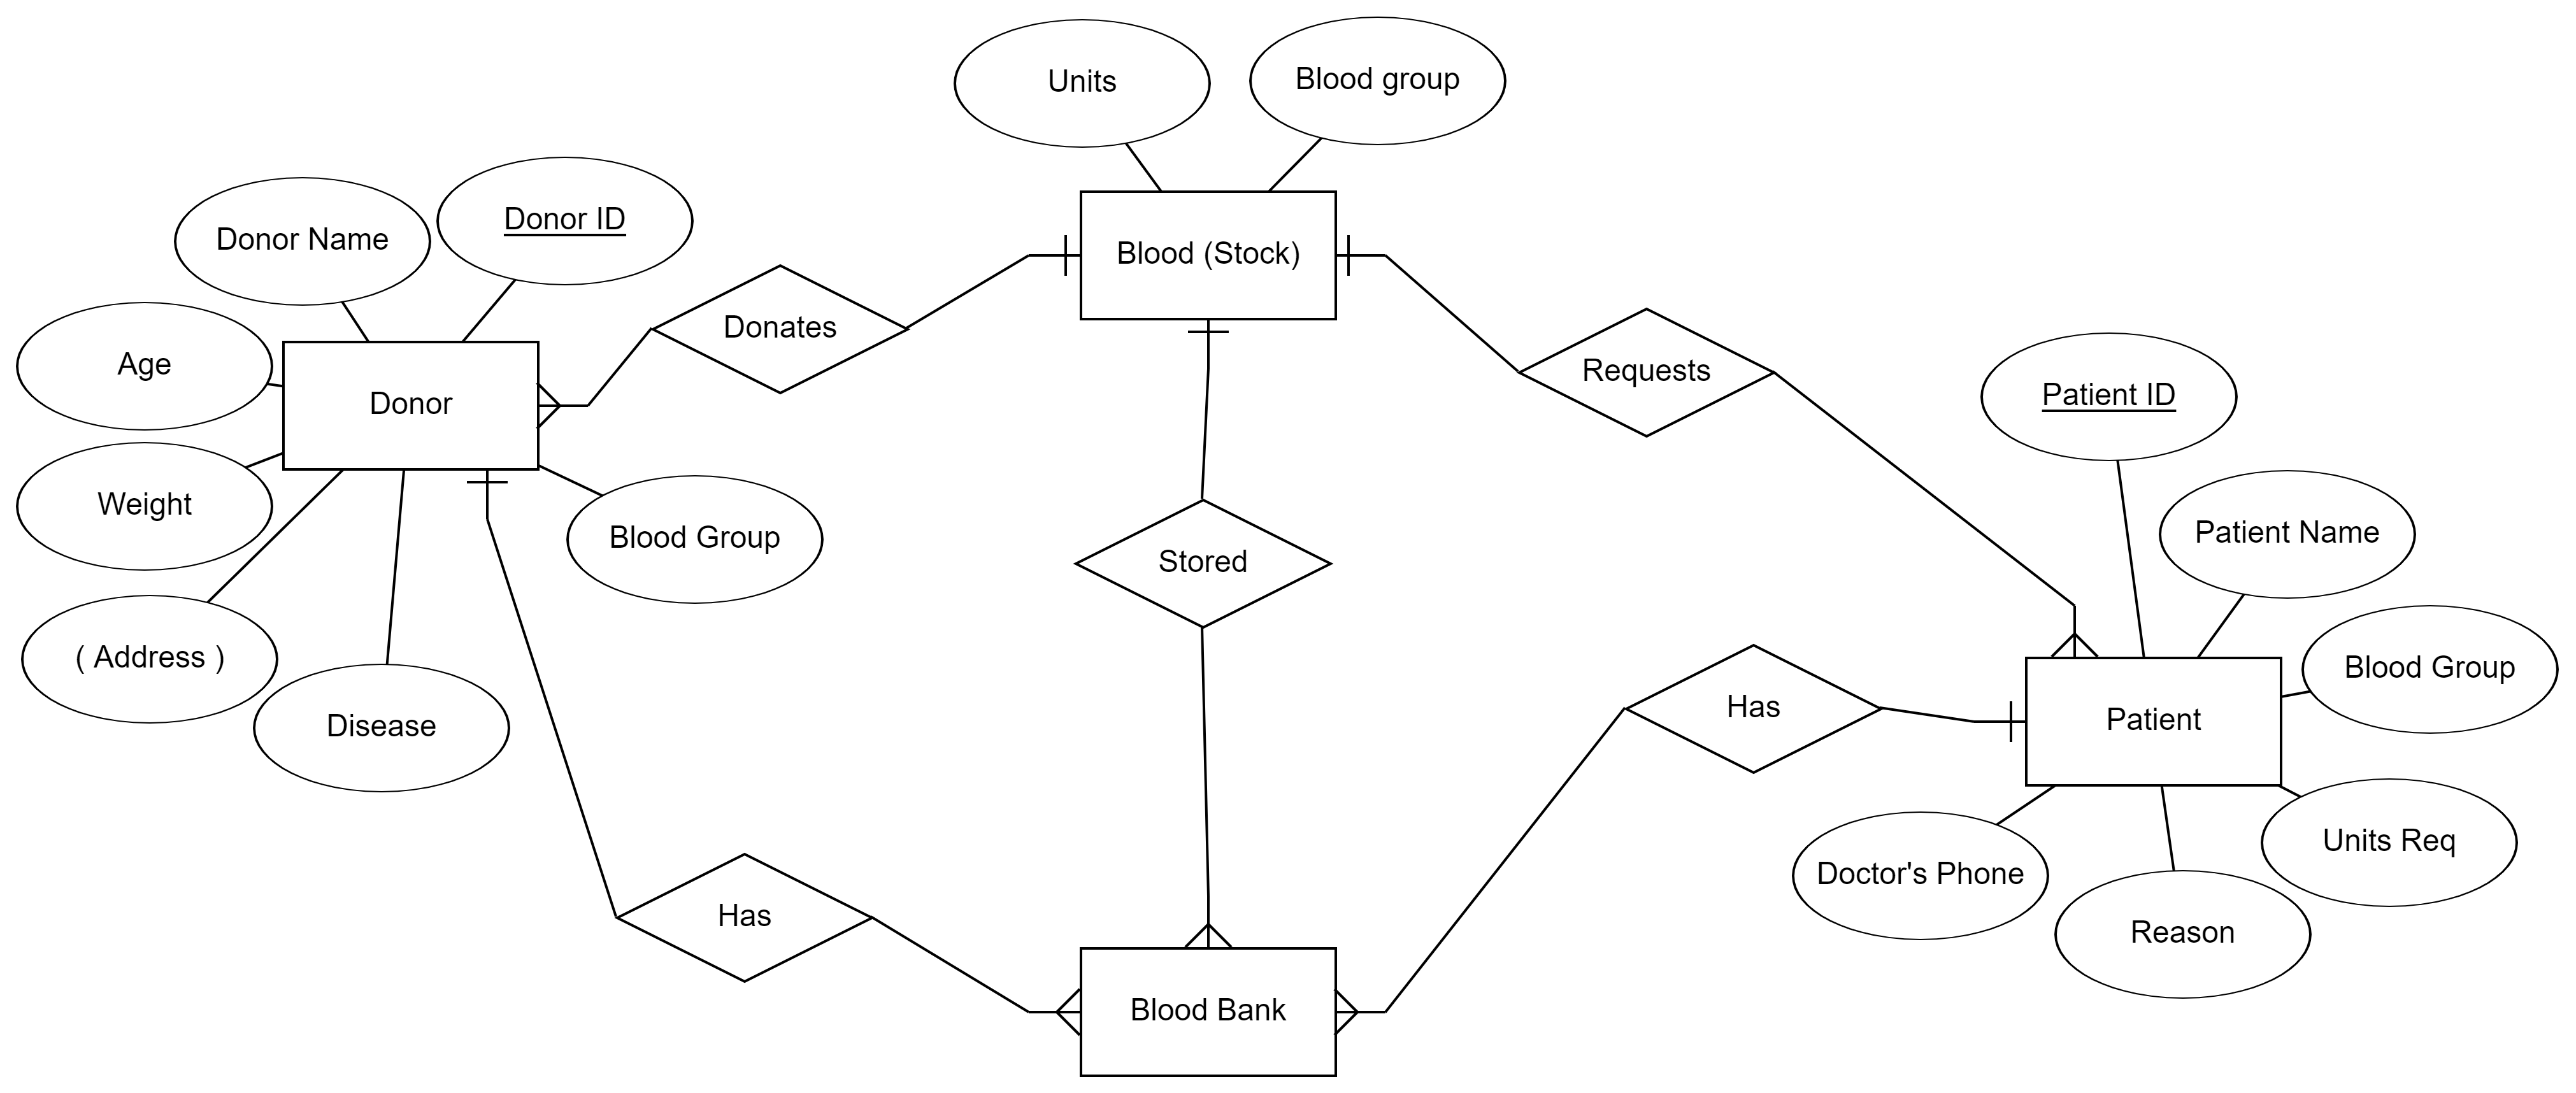 Units
Blood group
Donor Name
Donor ID
Blood (Stock)
Donates
Age
Donor
Requests
Patient ID
Weight
Blood Group
Stored
Patient Name
( Address )
Disease
Has
Patient
Blood Group
Units Req
Doctor's Phone
Reason
Has
Blood Bank